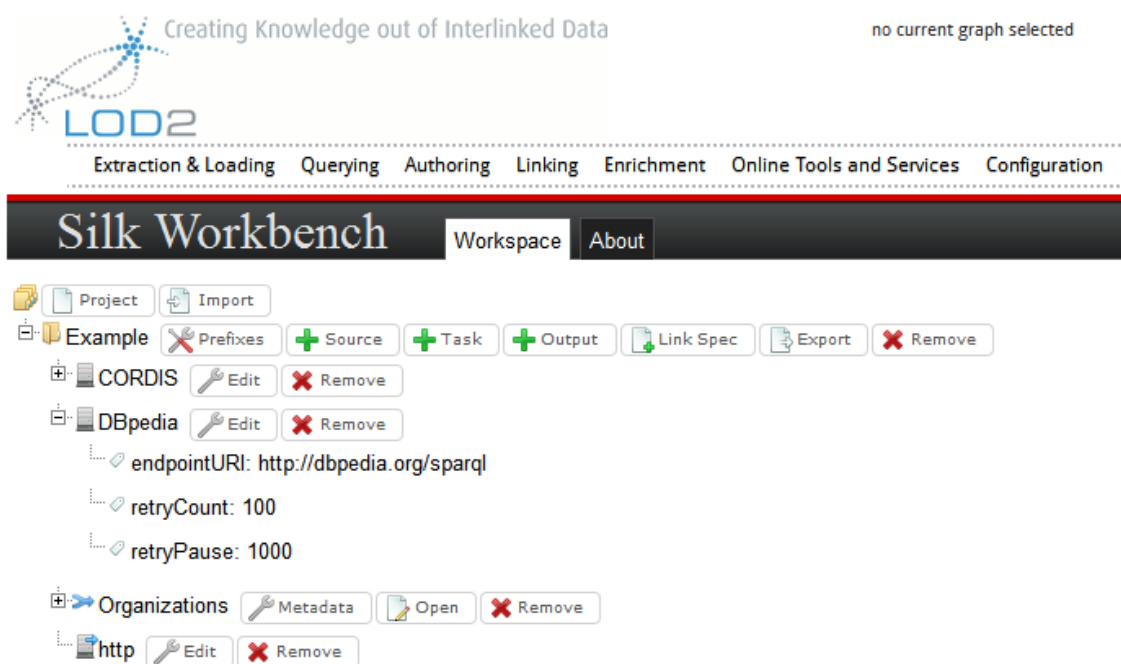 Creating Knowledge out of Interlinked Data no current graph selected
LOD2
Extraction & Loading Querying Authoring Linking Enrichment Online Tools and Services Configuration
Silk Workbench Workspace About
Project Import
Example Prefixes Source Task Output Link Spec Export Remove
CORDIS Edit Remove
DBpedia Edit Remove
endpointURI: http://dbpedia.org/sparql
retryCount: 100
retryPause: 1000
Organizations Metadata Open Remove
http Edit Remove